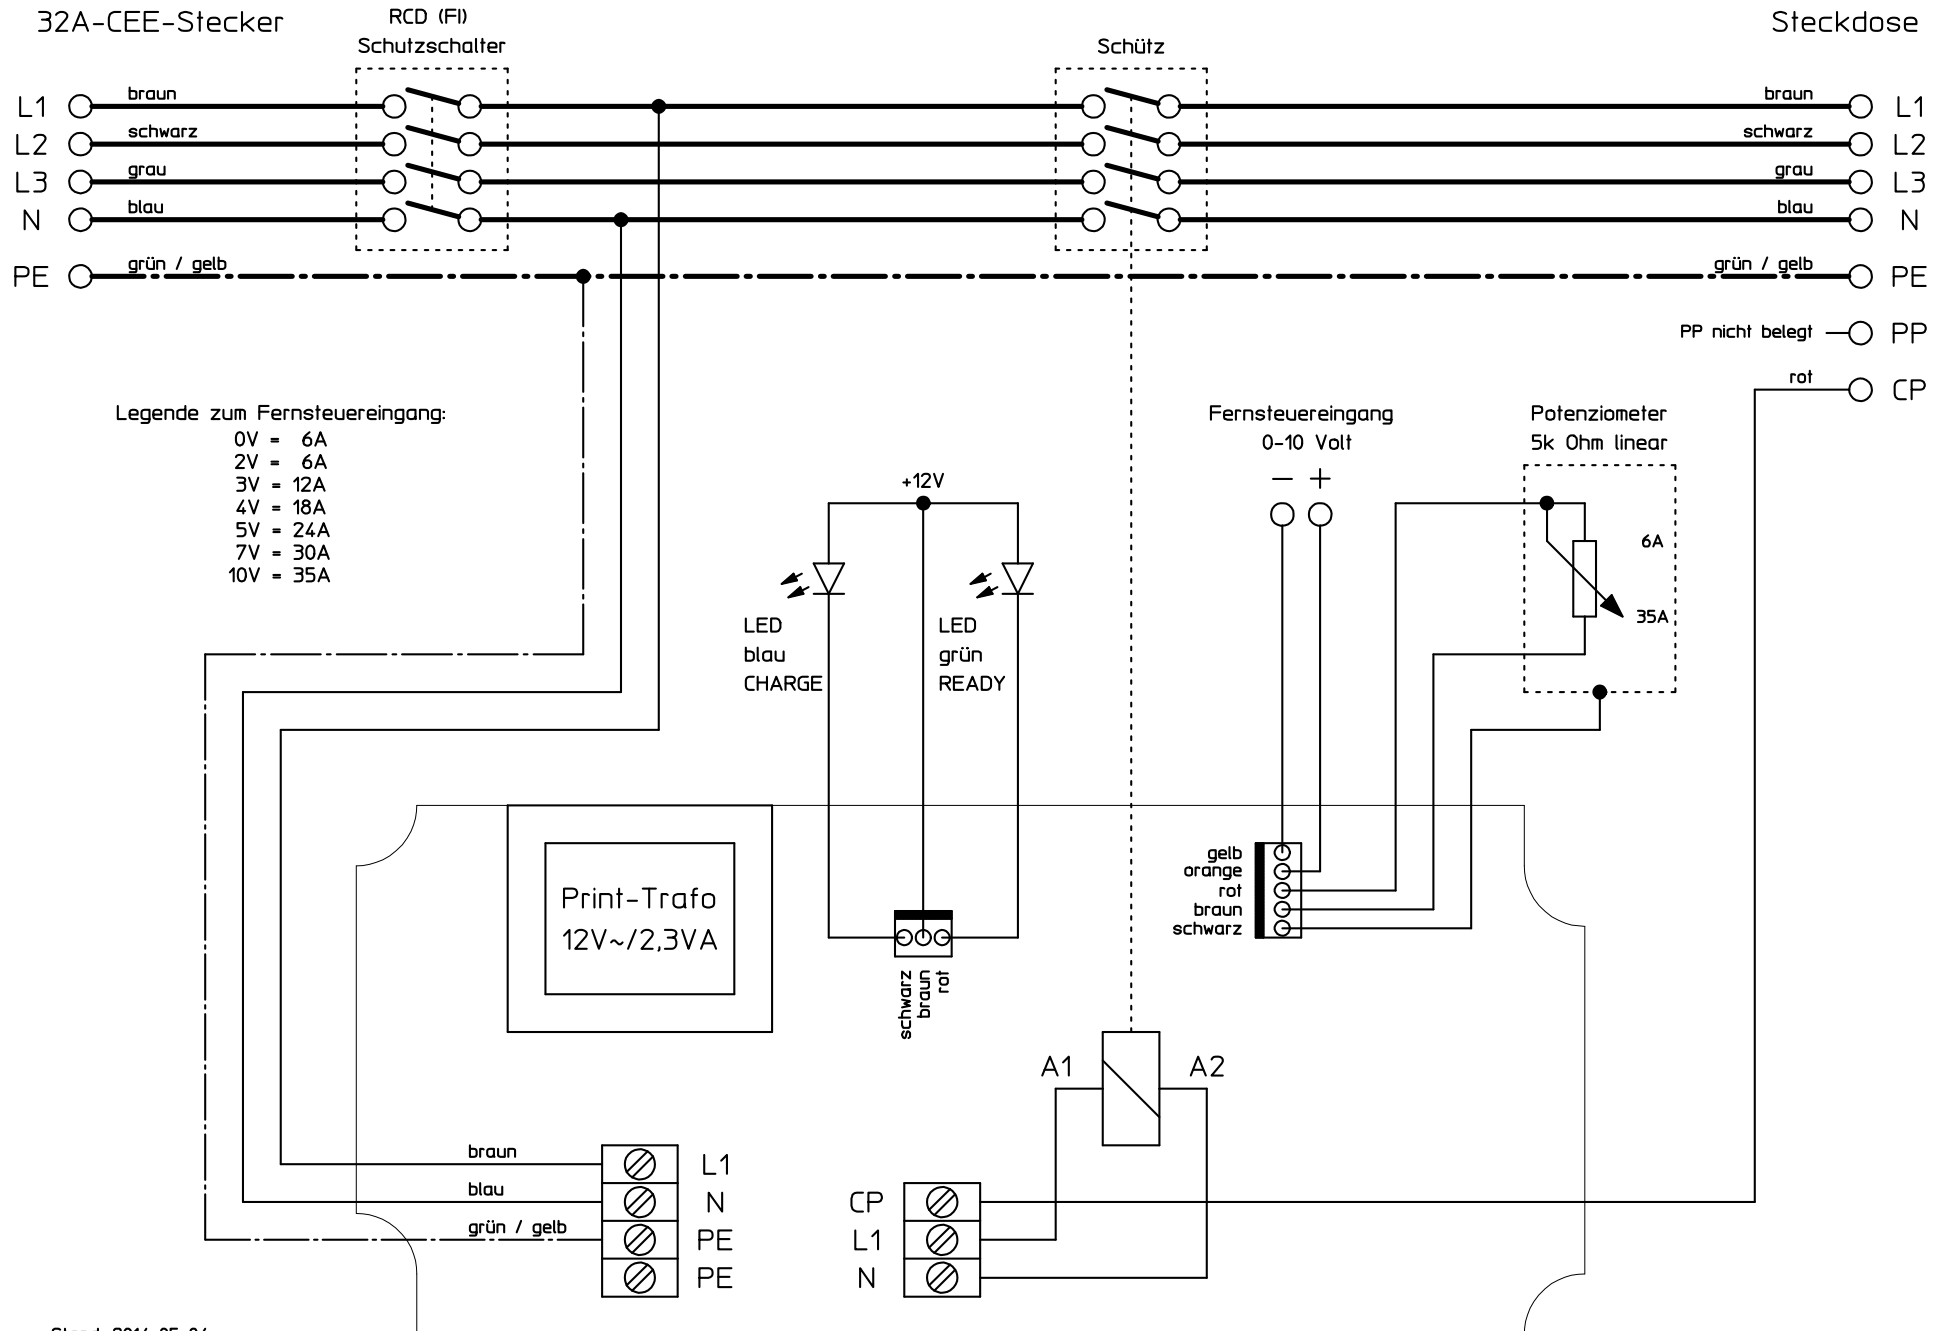 32A-CEE-Stecker
RCD (FI)
Schutzschalter
Schütz
Steckdose
L1
braun
braun
L1
L2
schwarz
schwarz
L2
L3
grau
grau
L3
N
blau
blau
N
PE
grün / gelb
grün / gelb
PE
PP nicht belegt
PP
rot
CP
Legende zum Fernsteuereingang:
0V = 6A
2V = 6A
3V = 12A
4V = 18A
5V = 24A
7V = 30A
10V = 35A
Fernsteuereingang
0-10 Volt
- +
Potenziometer
5k Ohm linear
6A
35A
+12V
LED
blau
CHARGE
LED
grün
READY
Print-Trafo
12V~/2,3VA
gelb
orange
rot
braun
schwarz
schwarz
braun
rot
A1
A2
braun
L1
blau
N
grün / gelb
PE
PE
CP
L1
N